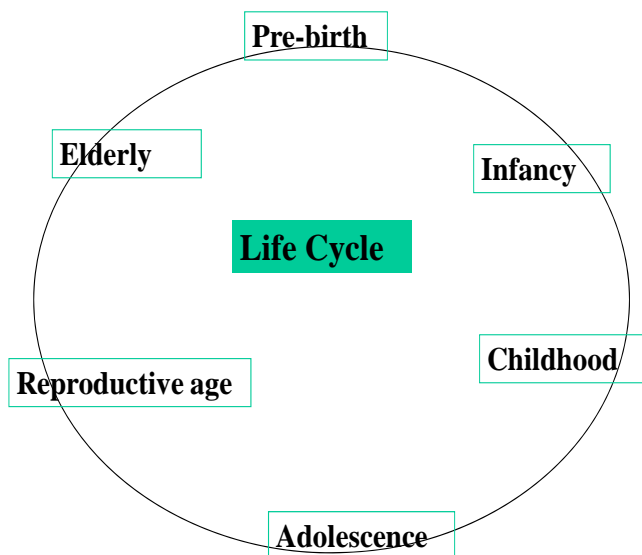 Pre-birth
Elderly
Infancy
Life Cycle
Childhood
Reproductive age
Adolescence